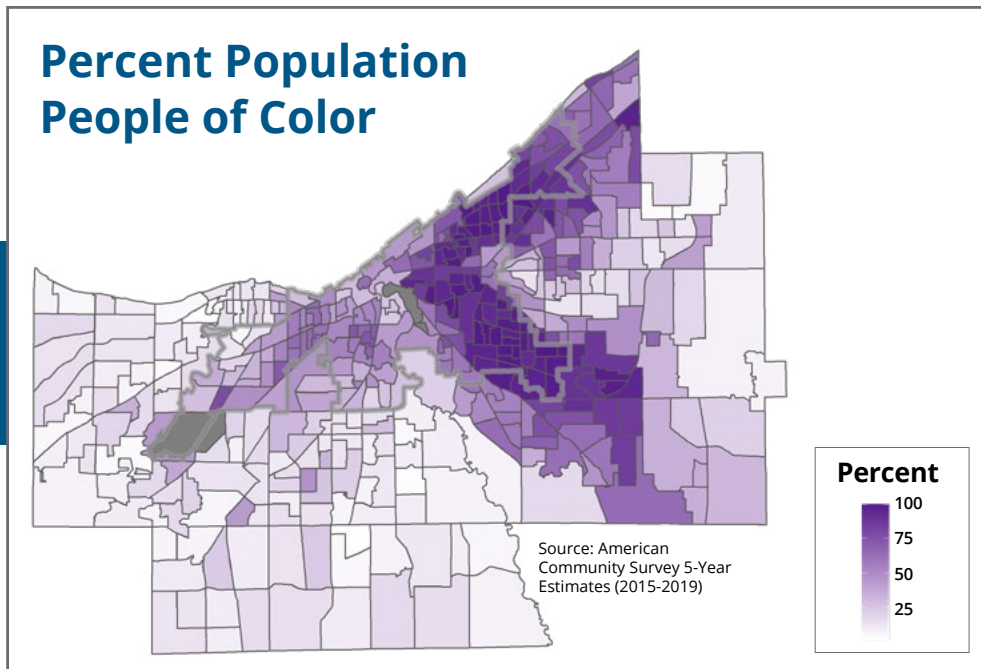 Percent Population
People of Color
Percent
100
75
50
25
Source: American
Community Survey 5-Year
Estimates (2015-2019)